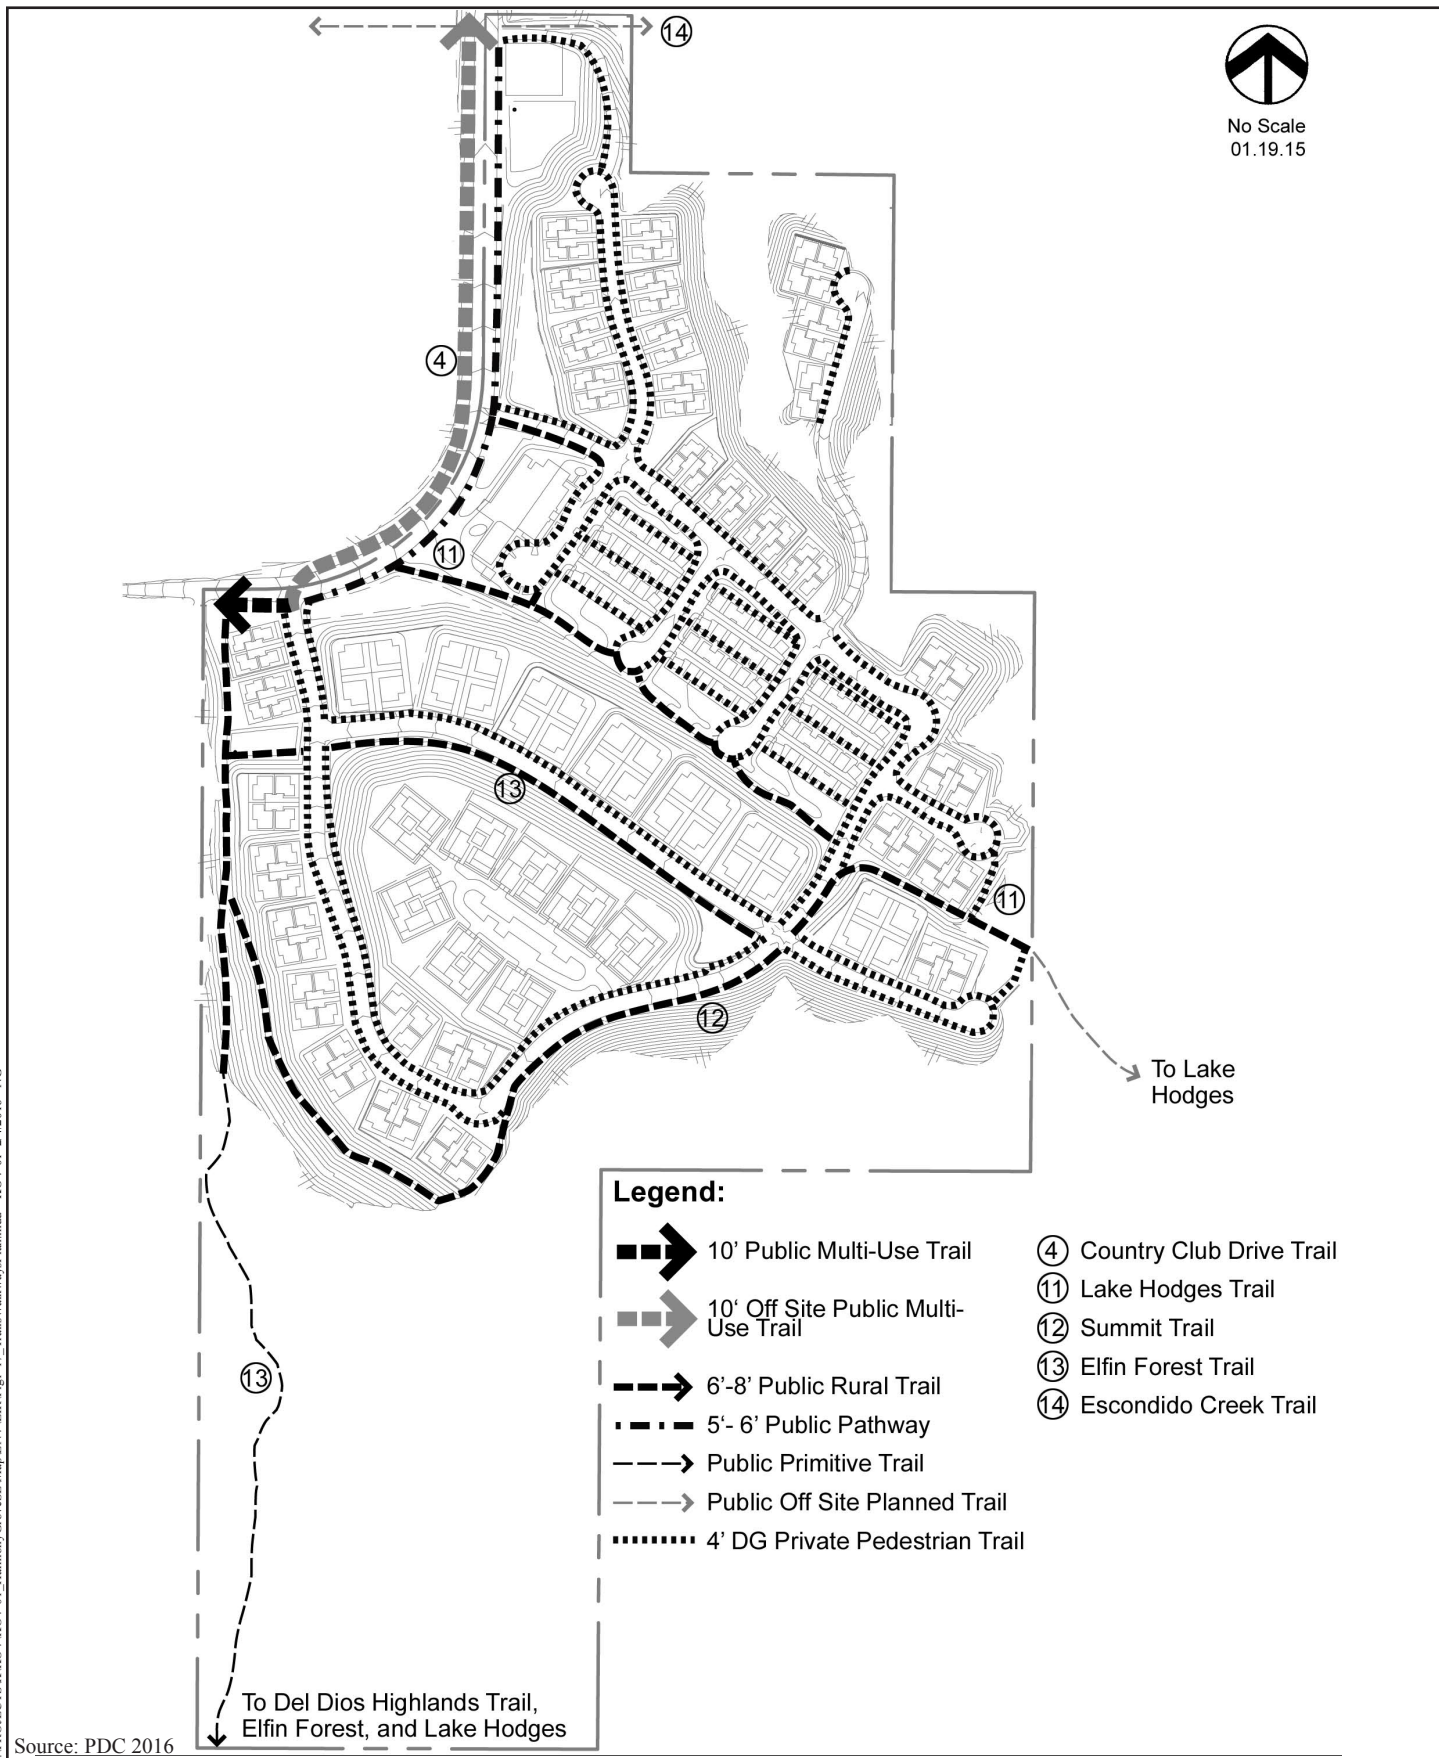 14
No Scale
01.19.15
4
11
13
11
12
To Lake
Hodges
13
To Del Dios Highlands Trail,
Elfin Forest, and Lake Hodges
Legend:
10’ Public Multi-Use Trail
10‘ Off Site Public Multi-
Use Trail
6’-8’ Public Rural Trail
5‘- 6’ Public Pathway
Public Primitive Trail
Public Off Site Planned Trail
4’ DG Private Pedestrian Trail
4 Country Club Drive Trail
11 Lake Hodges Trail
12 Summit Trail
13 Elfin Forest Trail
14 Escondido Creek Trail
Source: PDC 2016